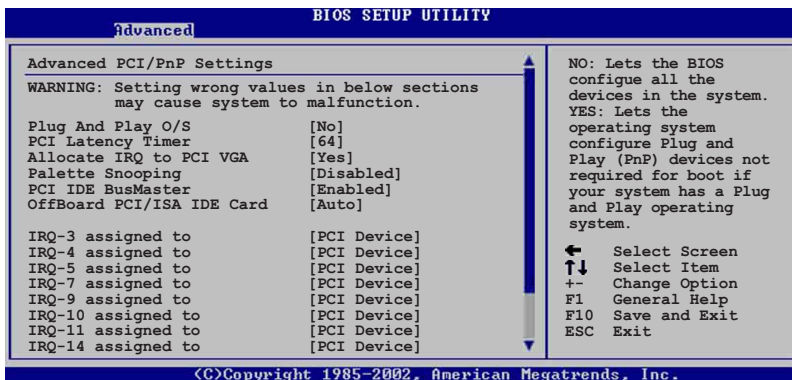 BIOS SETUP UTILITY
Advanced
Advanced PCI/PnP Settings
WARNING: Setting wrong values in below sections
may cause system to malfunction.
Plug And Play O/S [No]
PCI Latency Timer [64]
Allocate IRQ to PCI VGA [Yes]
Palette Snooping [Disabled]
PCI IDE BusMaster [Enabled]
OffBoard PCI/ISA IDE Card [Auto]
IRQ-3 assigned to [PCI Device]
IRQ-4 assigned to [PCI Device]
IRQ-5 assigned to [PCI Device]
IRQ-7 assigned to [PCI Device]
IRQ-9 assigned to [PCI Device]
IRQ-10 assigned to [PCI Device]
IRQ-11 assigned to [PCI Device]
IRQ-14 assigned to [PCI Device]
NO: Lets the BIOS
configue all the
devices in the system.
YES: Lets the
operating system
configure Plug and
Play (PnP) devices not
required for boot if
your system has a Plug
and Play operating
system.
← Select Screen
↑↓ Select Item
+- Change Option
F1 General Help
F10 Save and Exit
ESC Exit
(C)Copyright 1985-2002, American Megatrends, Inc.